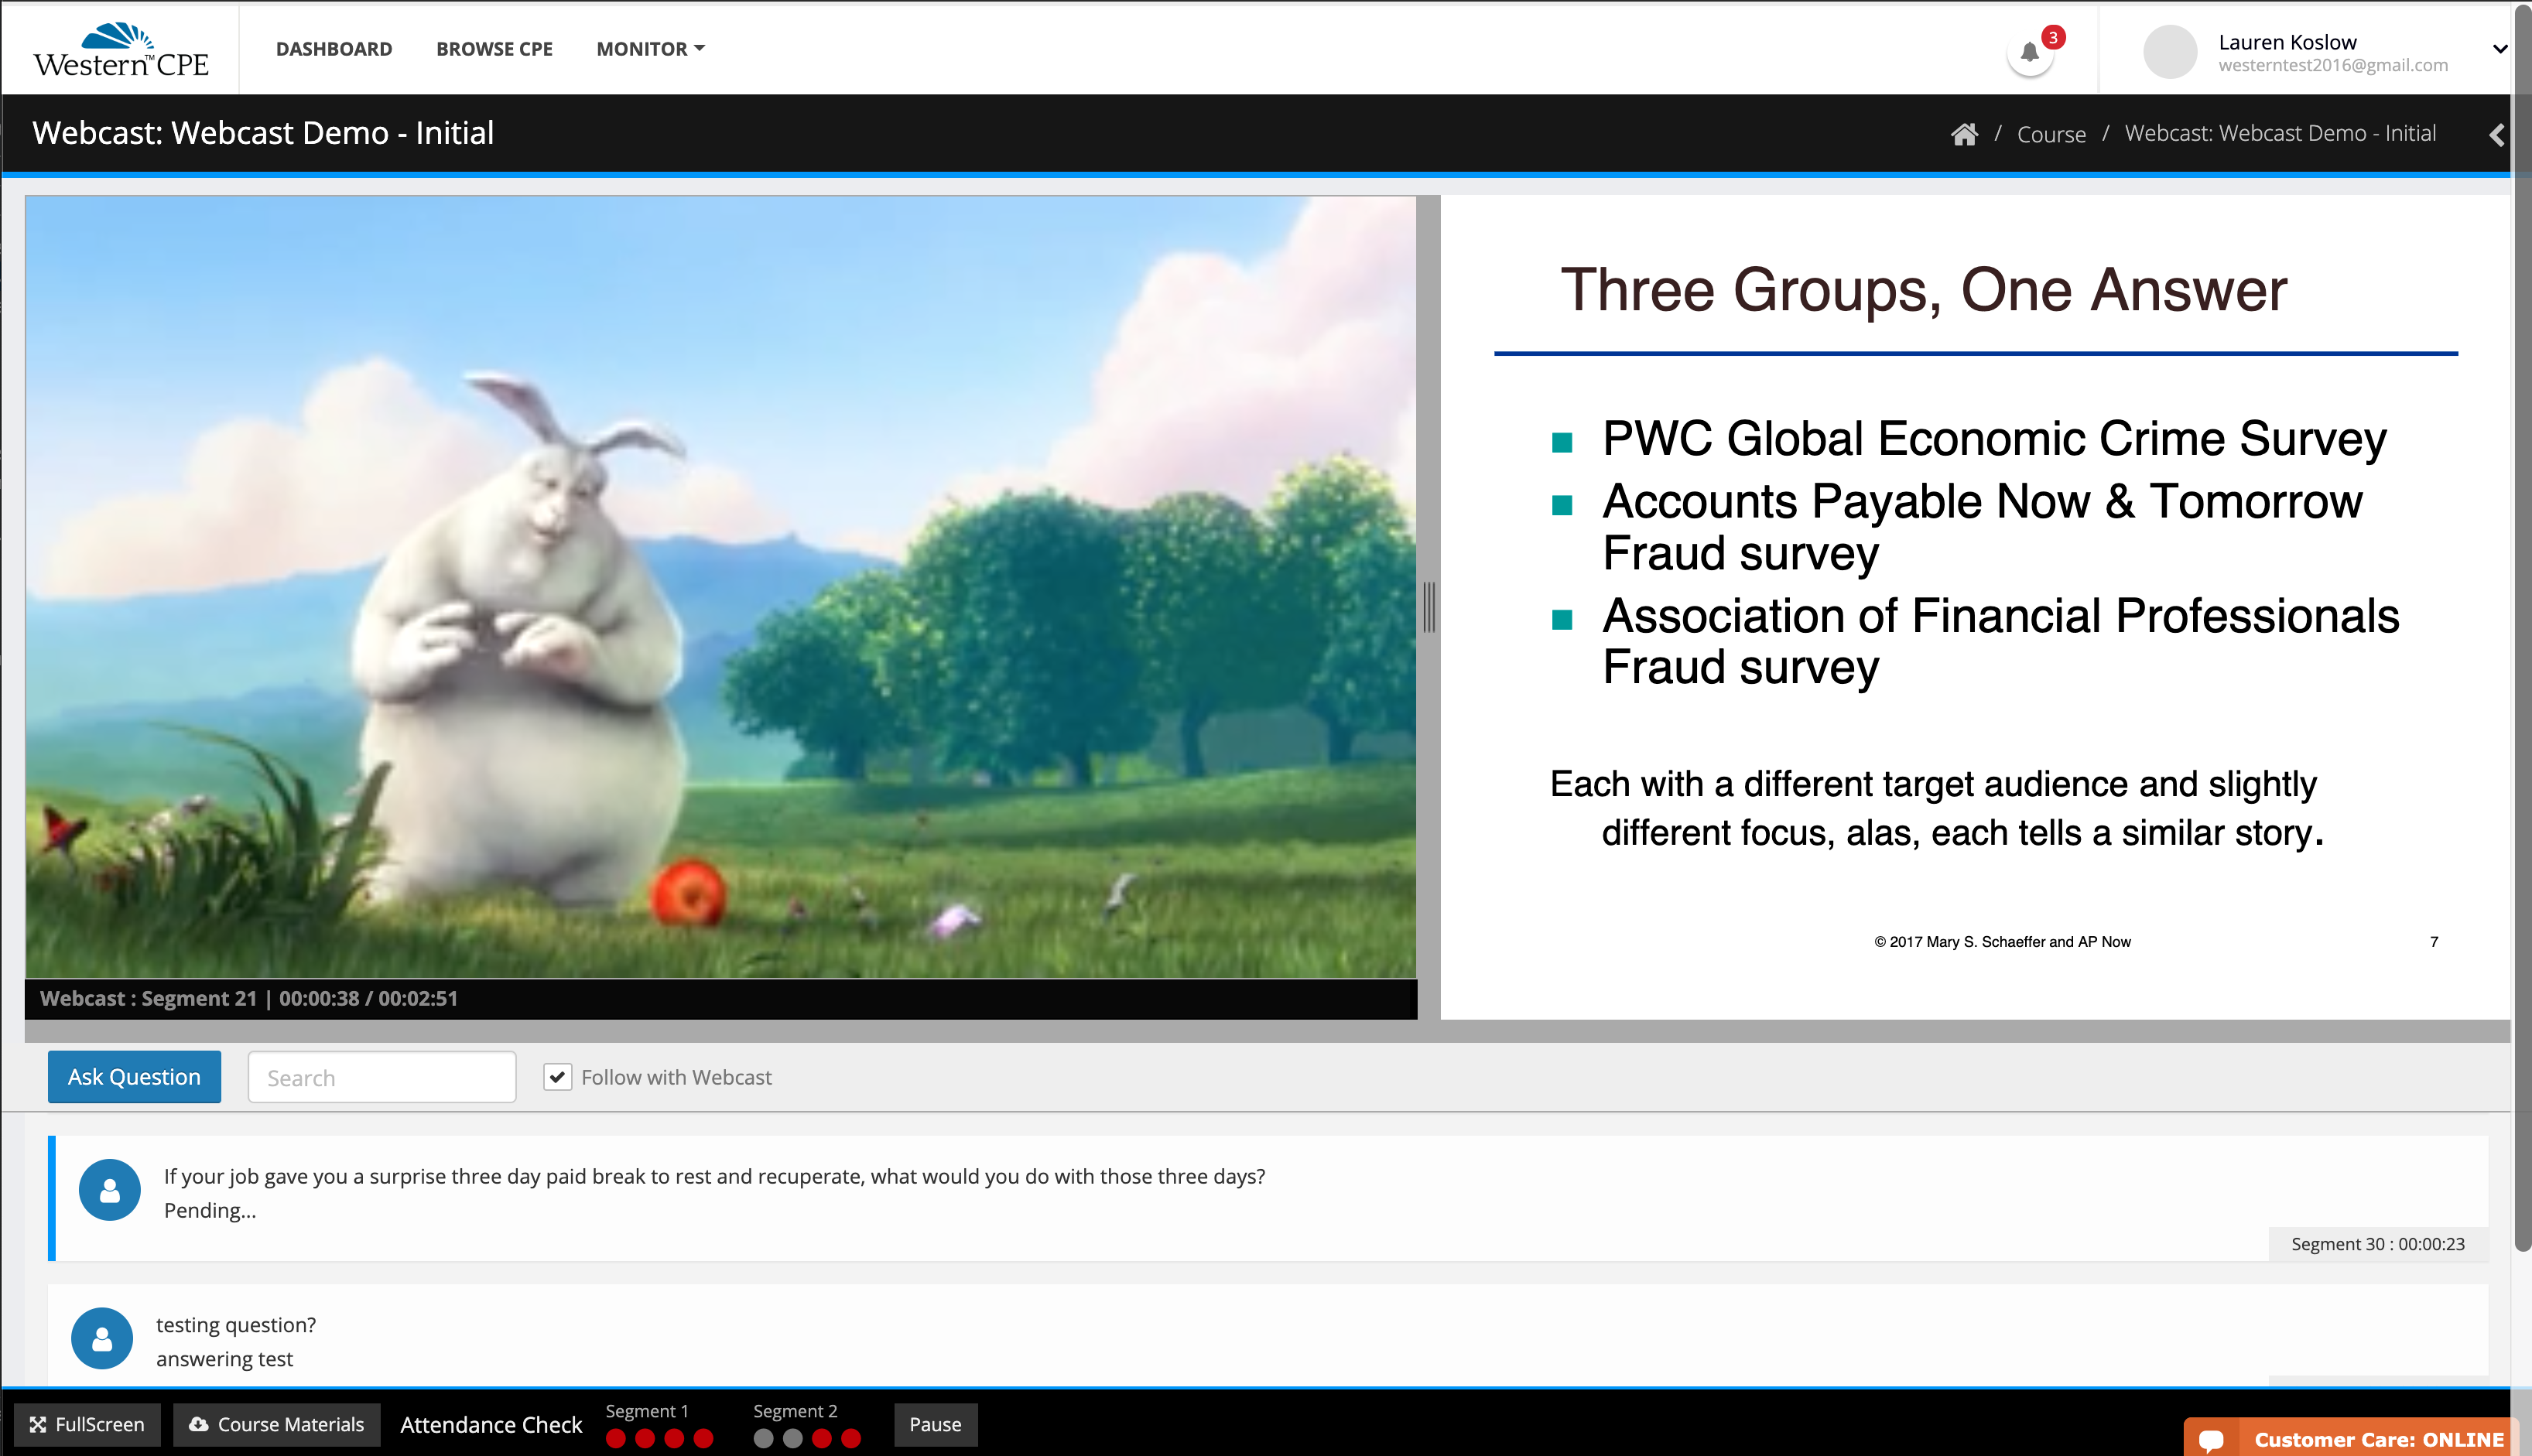 Western™CPE
DASHBOARD
BROWSE CPE
MONITOR
3
Lauren Koslow
westerntest2016@gmail.com
Webcast: Webcast Demo - Initial
/ Course / Webcast: Webcast Demo - Initial
Three Groups, One Answer
PWC Global Economic Crime Survey
Accounts Payable Now & Tomorrow
Fraud survey
Association of Financial Professionals
Fraud survey
Each with a different target audience and slightly
different focus, alas, each tells a similar story.
© 2017 Mary S. Schaeffer and AP Now
7
Webcast : Segment 21 | 00:00:38 / 00:02:51
Ask Question
Search
Follow with Webcast
If your job gave you a surprise three day paid break to rest and recuperate, what would you do with those three days?
Pending...
Segment 30 : 00:00:23
testing question?
answering test
FullScreen
Course Materials
Attendance Check
Segment 1
Segment 2
Pause
Customer Care: ONLINE